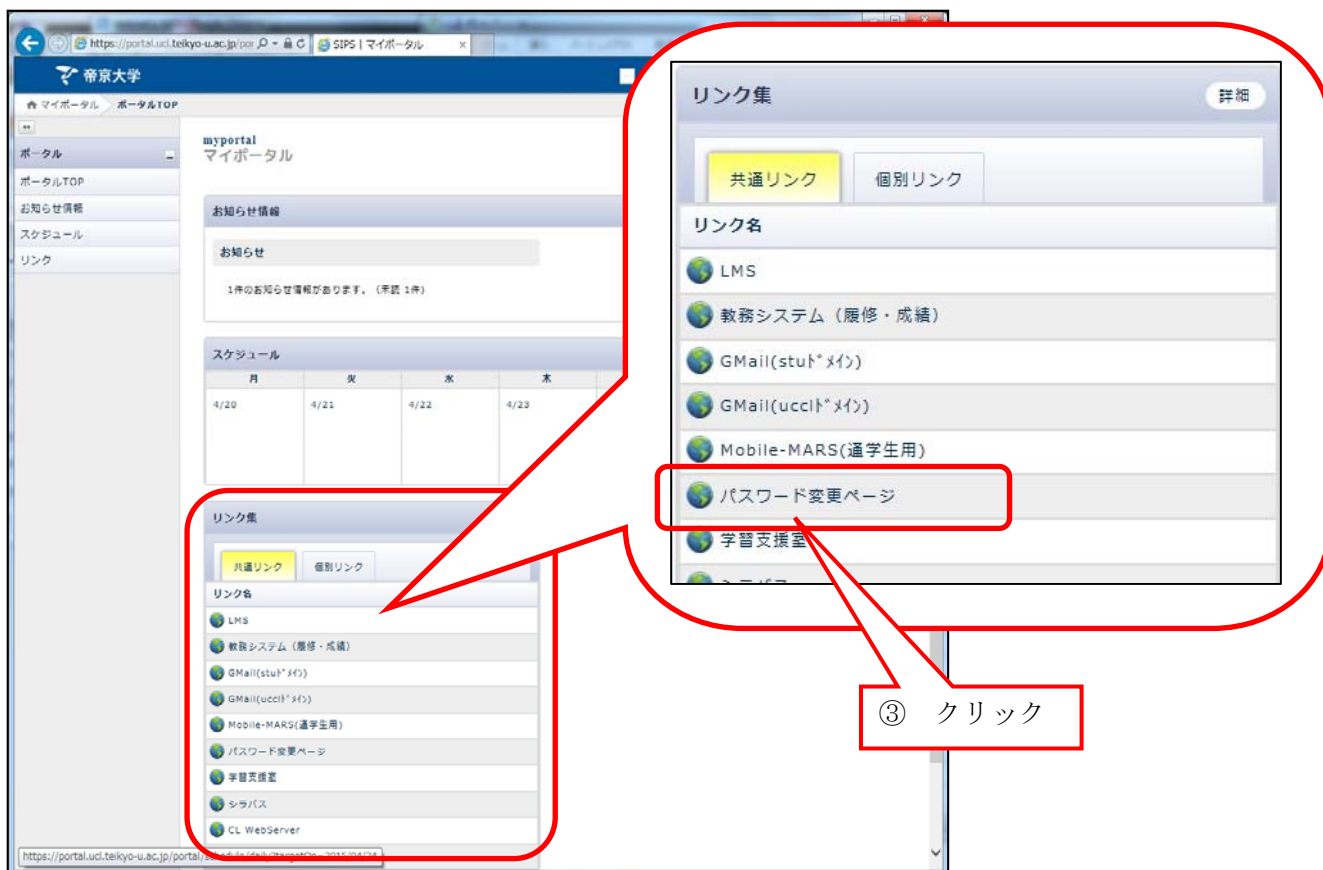 https://portal.ucl.teikyo-u.ac.jp/por
SIPS | マイポータル
帝京大学
マイポータル
ポータルTOP
ポータル
ポータルTOP
お知らせ情報
スケジュール
リンク
myportal
マイポータル
お知らせ情報
お知らせ
1件のお知らせ情報があります。（未読 1件）
スケジュール
月 火 水 木
4/20 4/21 4/22 4/23
リンク集
共通リンク 個別リンク
リンク名
LMS
教務システム（履修・成績）
GMail(stuﾄﾞﾒｲﾝ)
GMail(ucclﾄﾞﾒｲﾝ)
Mobile-MARS(通学生用)
パスワード変更ページ
学習支援室
シラバス
CL WebServer
リンク集 詳細
共通リンク 個別リンク
リンク名
LMS
教務システム（履修・成績）
GMail(stuﾄﾞﾒｲﾝ)
GMail(ucclﾄﾞﾒｲﾝ)
Mobile-MARS(通学生用)
パスワード変更ページ
学習支援室
③　クリック
https://portal.ucl.teikyo-u.ac.jp/portal/schedule/daily?targetOn=2015/04/24